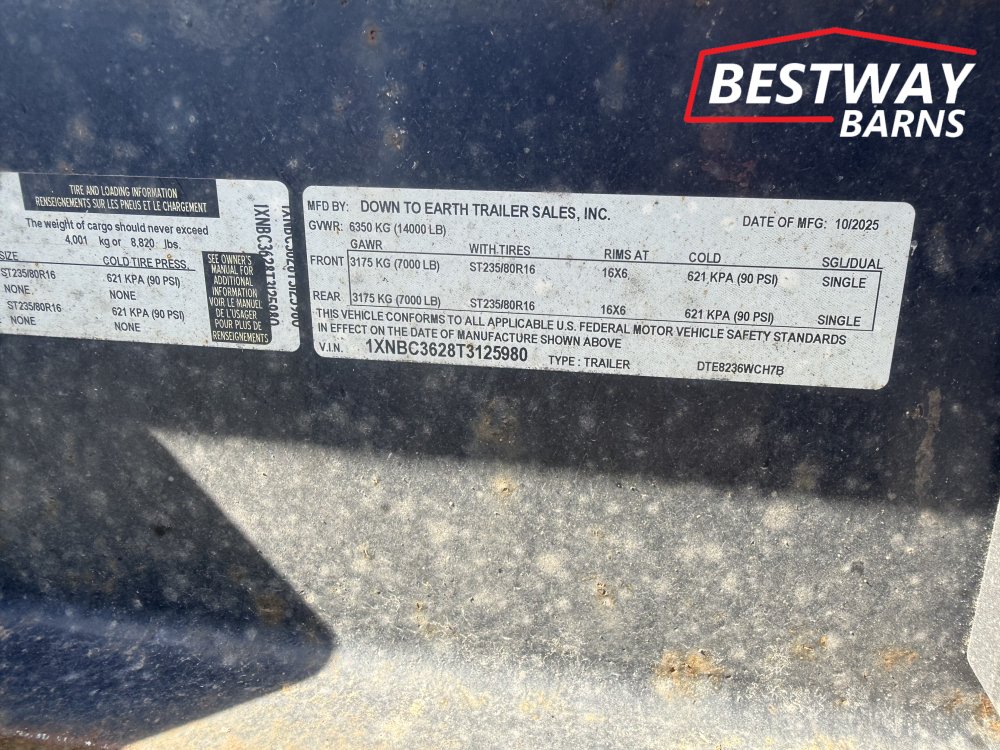 BESTWAY
BARNS
TIRE AND LOADING INFORMATION
RENSEIGNEMENTS SUR LES PNEUS ET LE CHARGEMENT
The weight of cargo should never exceed
4,001 kg or 8,820 lbs.
SIZE COLD TIRE PRESS.
ST235/80R16 621 KPA (90 PSI)
NONE NONE
ST235/80R16 621 KPA (90 PSI)
NONE NONE
SEE OWNER'S
MANUAL FOR
ADDITIONAL
INFORMATION
VOIR LE MANUEL
DE L'USAGER
POUR PLUS DE
RENSEIGNEMENTS
MFD BY: DOWN TO EARTH TRAILER SALES, INC. DATE OF MFG: 10/2025
GVWR: 6350 KG (14000 LB)
GAWR WITH TIRES RIMS AT COLD SGL/DUAL
FRONT 3175 KG (7000 LB) ST235/80R16 16X6 621 KPA (90 PSI) SINGLE
REAR 3175 KG (7000 LB) ST235/80R16 16X6 621 KPA (90 PSI) SINGLE
THIS VEHICLE CONFORMS TO ALL APPLICABLE U.S. FEDERAL MOTOR VEHICLE SAFETY STANDARDS
IN EFFECT ON THE DATE OF MANUFACTURE SHOWN ABOVE
V.I.N. 1XNBC3628T3125980 TYPE : TRAILER DTE8236WCH7B